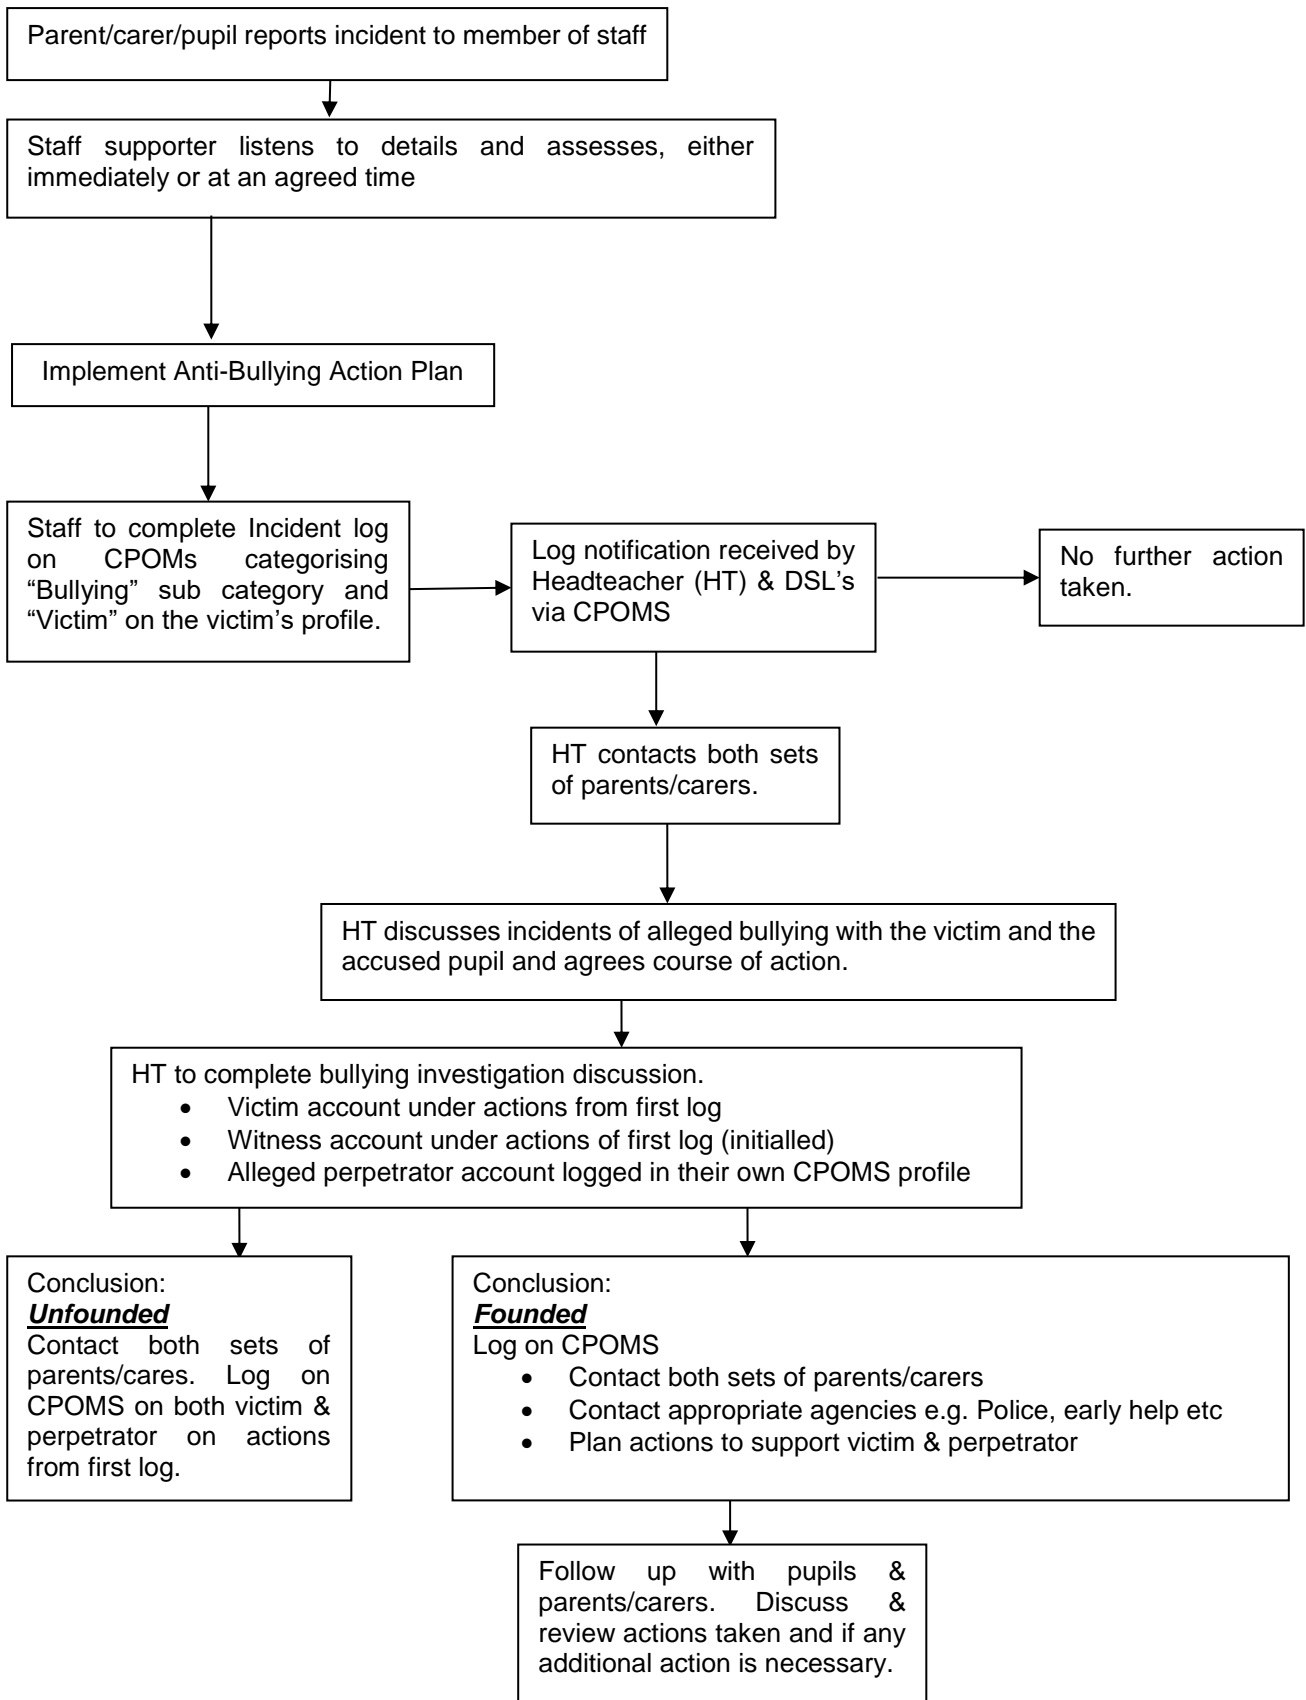 Parent/carer/pupil reports incident to member of staff
Staff supporter listens to details and assesses, either
immediately or at an agreed time
Implement Anti-Bullying Action Plan
Staff to complete Incident log
on CPOMs categorising
“Bullying” sub category and
“Victim” on the victim’s profile.
Log notification received by
Headteacher (HT) & DSL’s
via CPOMS
No further action
taken.
HT contacts both sets
of parents/carers.
HT discusses incidents of alleged bullying with the victim and the
accused pupil and agrees course of action.
HT to complete bullying investigation discussion.
• Victim account under actions from first log
• Witness account under actions of first log (initialled)
• Alleged perpetrator account logged in their own CPOMS profile
Conclusion:
Unfounded
Contact both sets of
parents/cares. Log on
CPOMS on both victim &
perpetrator on actions
from first log.
Conclusion:
Founded
Log on CPOMS
• Contact both sets of parents/carers
• Contact appropriate agencies e.g. Police, early help etc
• Plan actions to support victim & perpetrator
Follow up with pupils &
parents/carers. Discuss &
review actions taken and if any
additional action is necessary.